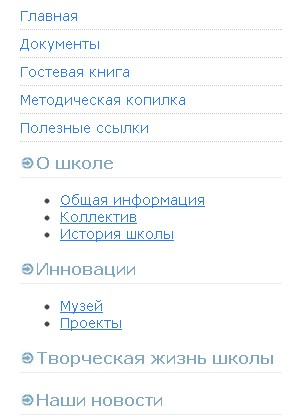 Главная
Документы
Гостевая книга
Методическая копилка
Полезные ссылки
О школе
Общая информация
Коллектив
История школы
Инновации
Музей
Проекты
Творческая жизнь школы
Наши новости